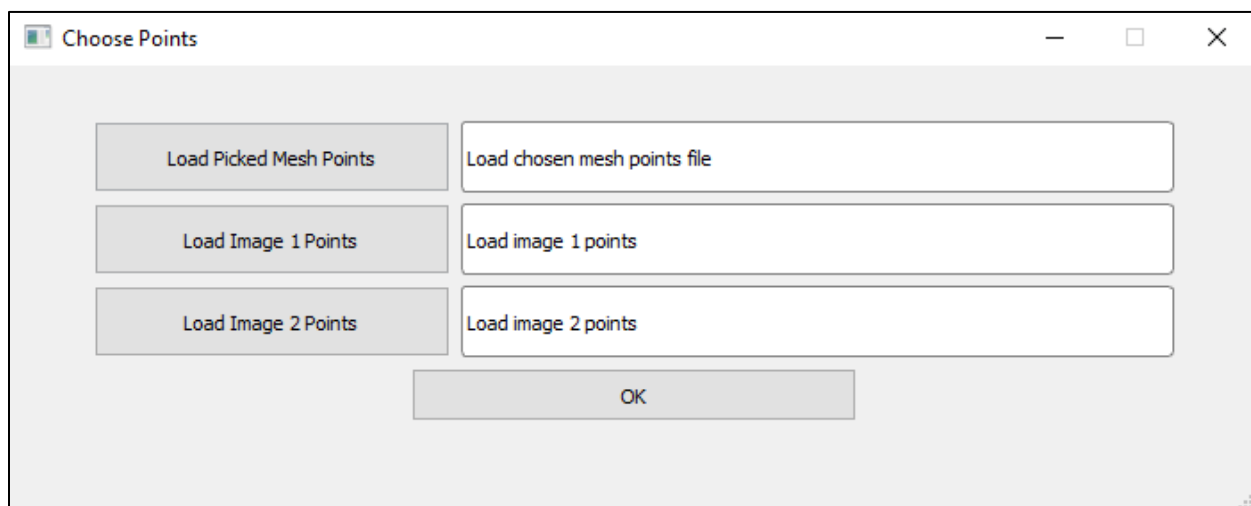 Choose Points
Load Picked Mesh Points
Load chosen mesh points file
Load Image 1 Points
Load image 1 points
Load Image 2 Points
Load image 2 points
OK